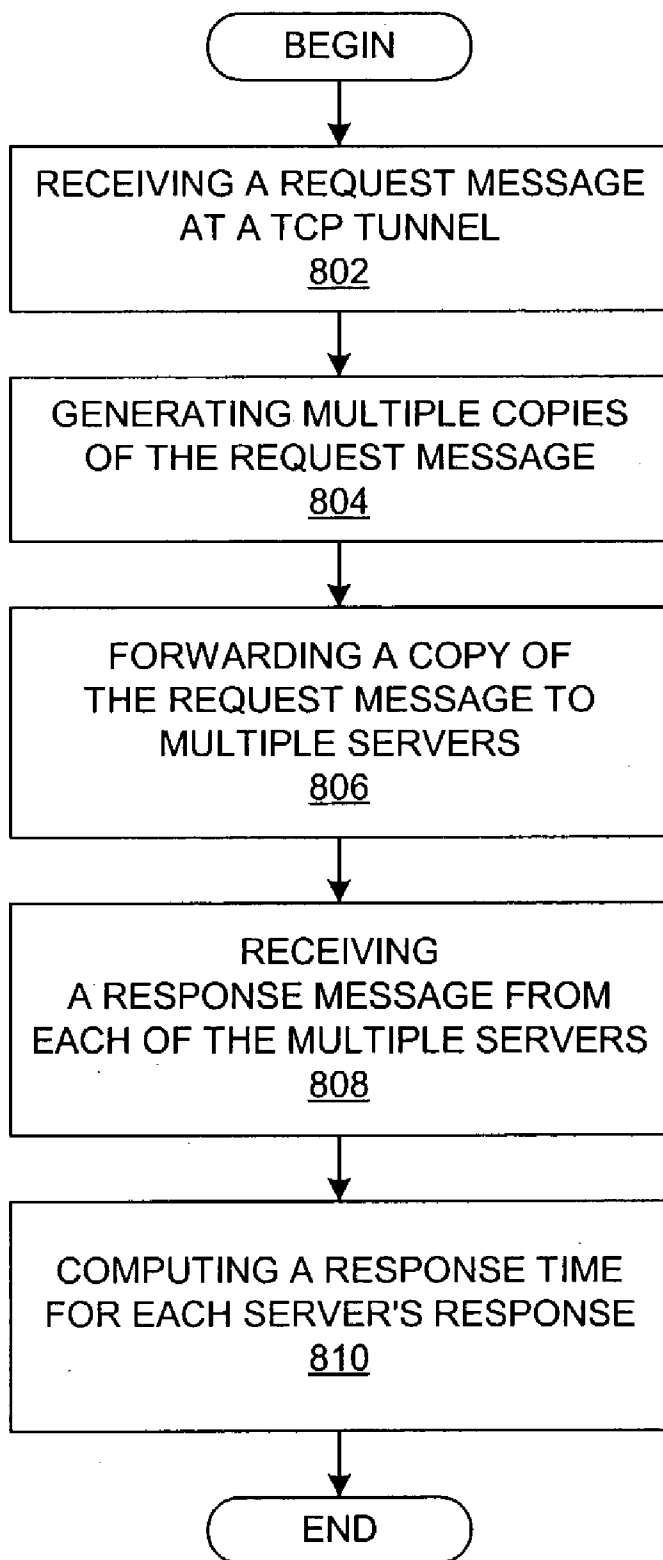 BEGIN
RECEIVING A REQUEST MESSAGE
AT A TCP TUNNEL
802
GENERATING MULTIPLE COPIES
OF THE REQUEST MESSAGE
804
FORWARDING A COPY OF
THE REQUEST MESSAGE TO
MULTIPLE SERVERS
806
RECEIVING
A RESPONSE MESSAGE FROM
EACH OF THE MULTIPLE SERVERS
808
COMPUTING A RESPONSE TIME
FOR EACH SERVER'S RESPONSE
810
END